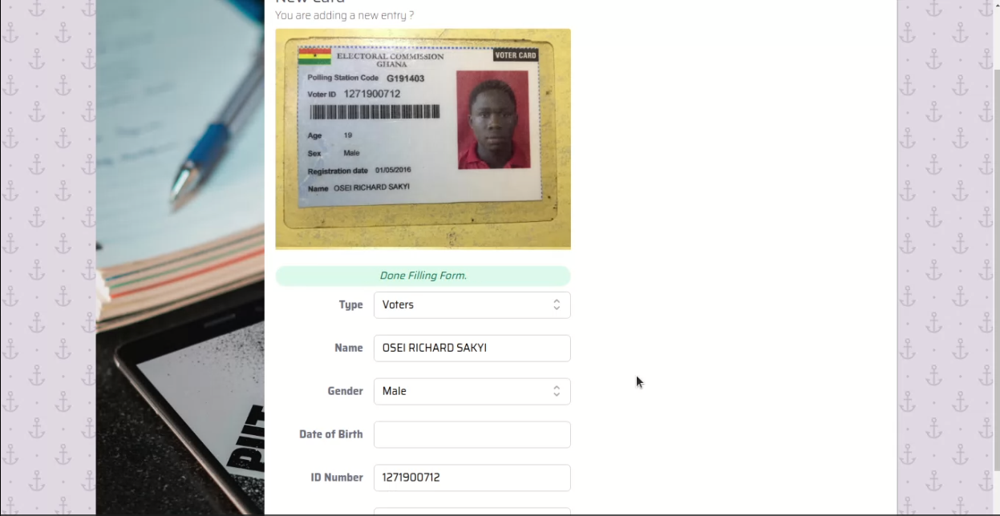 You are adding a new entry ?
ELECTORAL COMMISSION
GHANA
VOTER CARD
Polling Station Code G191403
Voter ID 1271900712
Age 19
Sex Male
Registration date 01/05/2016
Name OSEI RICHARD SAKYI
Done Filling Form.
Type Voters
Name OSEI RICHARD SAKYI
Gender Male
Date of Birth
ID Number 1271900712